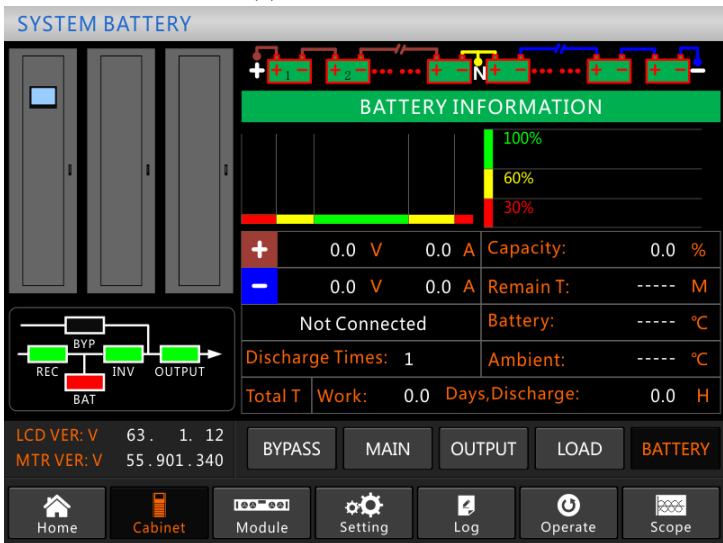 SYSTEM BATTERY
+ + 1 - + 2 - + - N + - + - + - -
BATTERY INFORMATION
100%
60%
30%
+ 0.0 V 0.0 A Capacity: 0.0 %
- 0.0 V 0.0 A Remain T: ----- M
Not Connected Battery: ----- ℃
Discharge Times: 1 Ambient: ----- ℃
Total T Work: 0.0 Days,Discharge: 0.0 H
BYP
REC INV OUTPUT
BAT
LCD VER: V 63. 1. 12
MTR VER: V 55.901.340
BYPASS MAIN OUTPUT LOAD BATTERY
Home Cabinet Module Setting Log Operate Scope